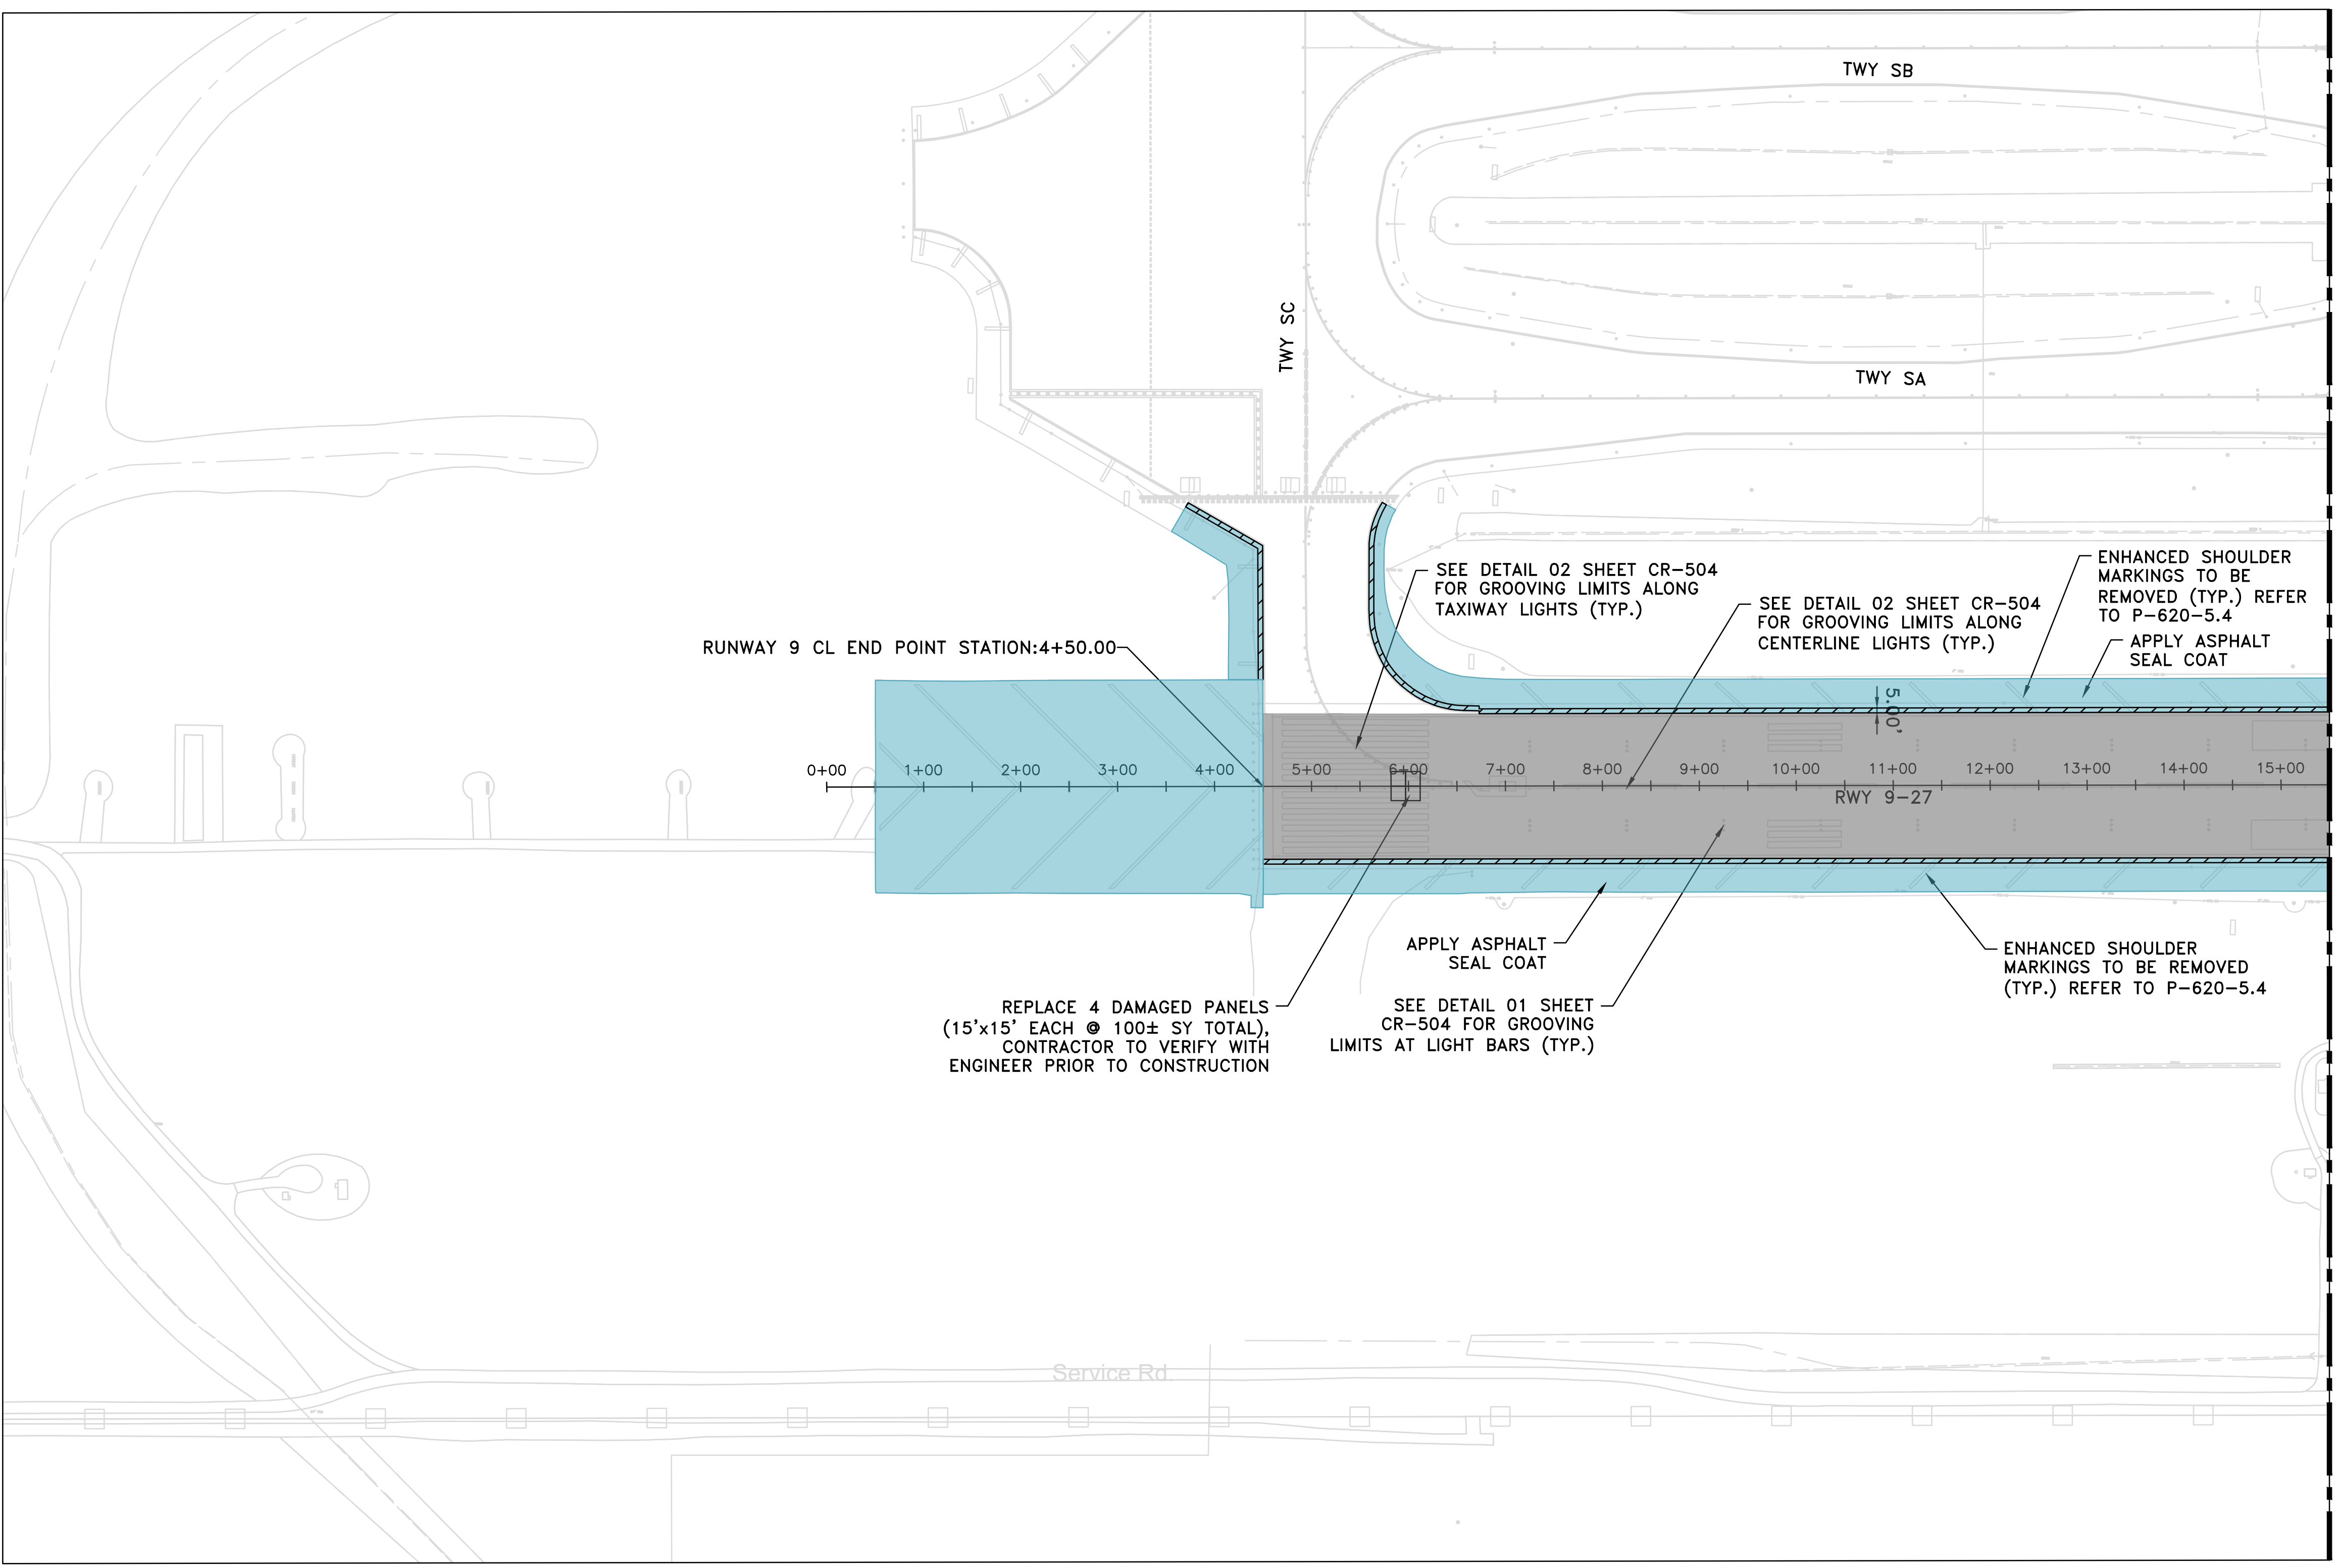 TWY SB
TWY SC
TWY SA
SEE DETAIL 02 SHEET CR-504
FOR GROOVING LIMITS ALONG
TAXIWAY LIGHTS (TYP.)
SEE DETAIL 02 SHEET CR-504
FOR GROOVING LIMITS ALONG
CENTERLINE LIGHTS (TYP.)
ENHANCED SHOULDER
MARKINGS TO BE
REMOVED (TYP.) REFER
TO P-620-5.4
APPLY ASPHALT
SEAL COAT
RUNWAY 9 CL END POINT STATION:4+50.00
5.00'
0+00
1+00
2+00
3+00
4+00
5+00
6+00
7+00
8+00
9+00
10+00
11+00
12+00
13+00
14+00
15+00
RWY 9-27
APPLY ASPHALT
SEAL COAT
ENHANCED SHOULDER
MARKINGS TO BE REMOVED
(TYP.) REFER TO P-620-5.4
REPLACE 4 DAMAGED PANELS
(15'x15' EACH @ 100± SY TOTAL),
CONTRACTOR TO VERIFY WITH
ENGINEER PRIOR TO CONSTRUCTION
SEE DETAIL 01 SHEET
CR-504 FOR GROOVING
LIMITS AT LIGHT BARS (TYP.)
Service Rd.